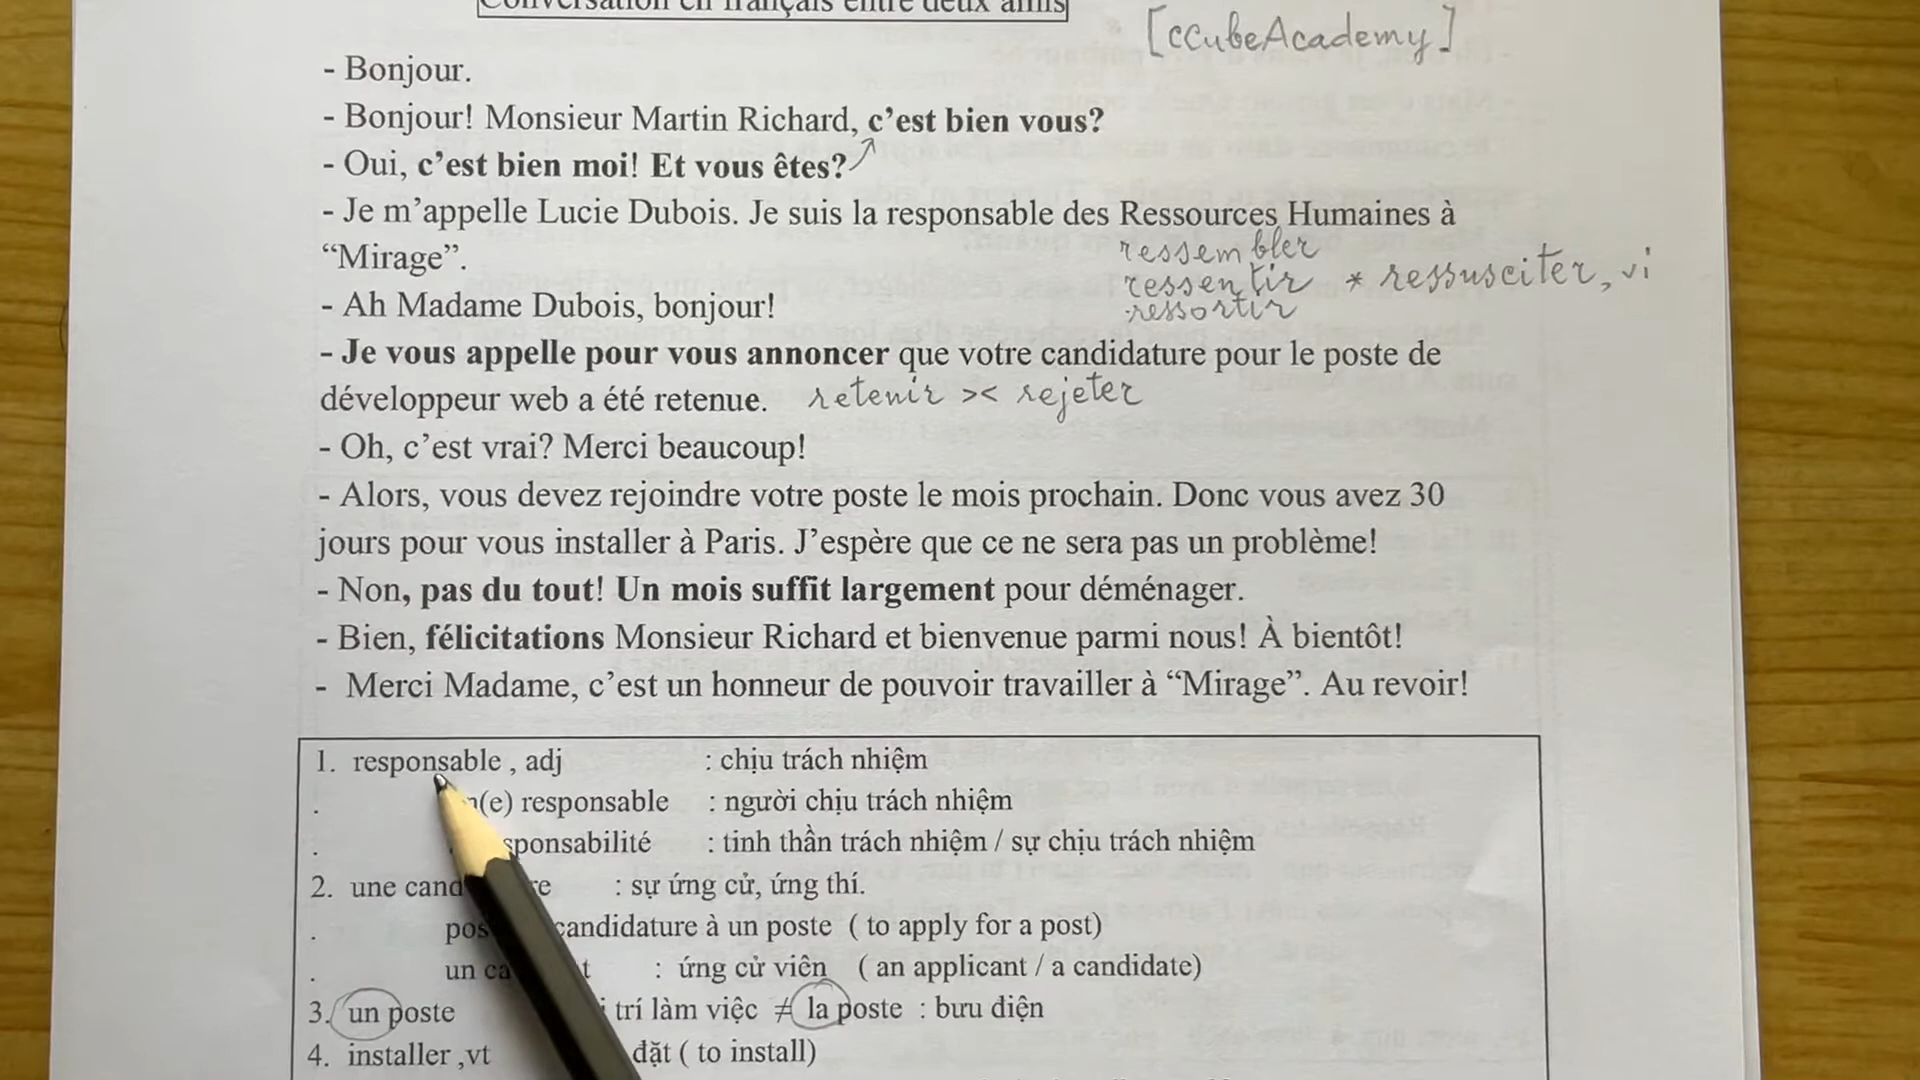 Conversation en français entre deux amis
[ccubeAcademy]
- Bonjour.
- Bonjour! Monsieur Martin Richard, c’est bien vous?
- Oui, c’est bien moi! Et vous êtes?
- Je m’appelle Lucie Dubois. Je suis la responsable des Ressources Humaines à
“Mirage”.
ressembler
ressentir * ressusciter, vi
ressortir
- Ah Madame Dubois, bonjour!
- Je vous appelle pour vous annoncer que votre candidature pour le poste de
développeur web a été retenue. retenir >< rejeter
- Oh, c’est vrai? Merci beaucoup!
- Alors, vous devez rejoindre votre poste le mois prochain. Donc vous avez 30
jours pour vous installer à Paris. J’espère que ce ne sera pas un problème!
- Non, pas du tout! Un mois suffit largement pour déménager.
- Bien, félicitations Monsieur Richard et bienvenue parmi nous! À bientôt!
- Merci Madame, c’est un honneur de pouvoir travailler à “Mirage”. Au revoir!
1. responsable , adj : chịu trách nhiệm
. (e) responsable : người chịu trách nhiệm
. sponsabilité : tinh thần trách nhiệm / sự chịu trách nhiệm
2. une cand re : sự ứng cử, ứng thí.
. pos candidature à un poste ( to apply for a post)
. un ca t : ứng cử viên ( an applicant / a candidate)
3. un poste trí làm việc ≠ la poste : bưu điện
4. installer ,vt đặt ( to install)